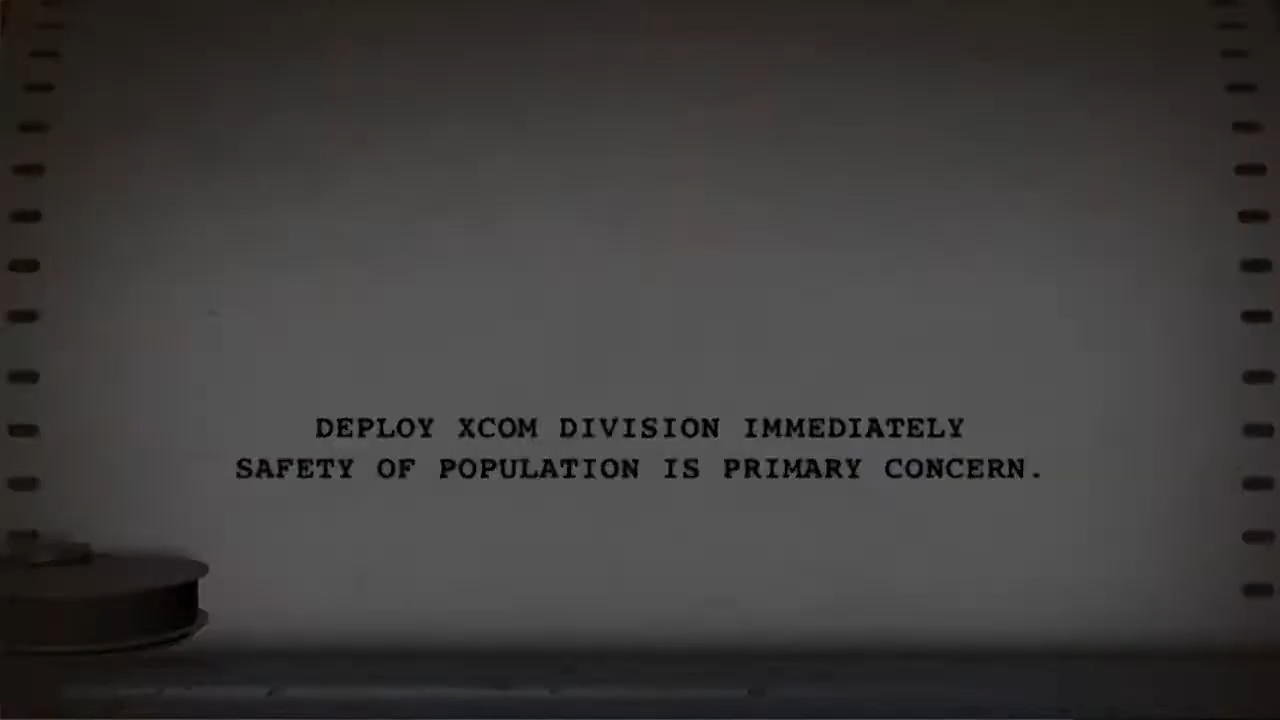 DEPLOY XCOM DIVISION IMMEDIATELY
SAFETY OF POPULATION IS PRIMARY CONCERN.